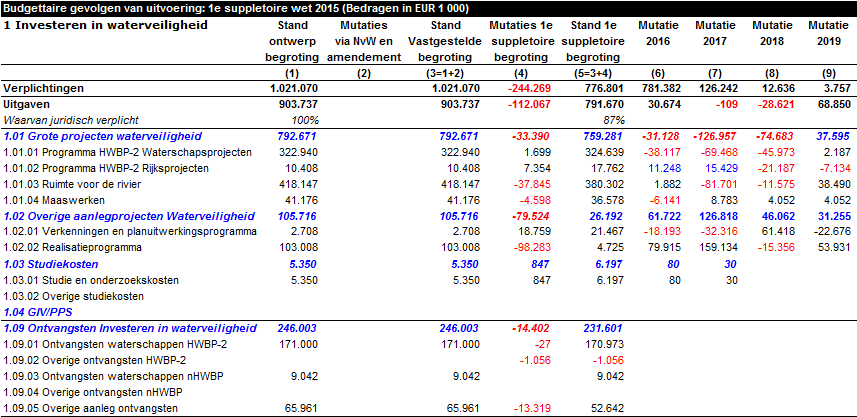 Budgettaire gevolgen van uitvoering: 1e suppletoire wet 2015 (Bedragen in EUR 1 000)
1 Investeren in waterveiligheid Stand Mutaties Stand Mutaties 1e Stand 1e Mutatie Mutatie Mutatie Mutatie
ontwerp via NvW en Vastgestelde suppletoire suppletoire 2016 2017 2018 2019
begroting amendement begroting begroting begroting
(1) (2) (3=1+2) (4) (5=3+4) (6) (7) (8) (9)
Verplichtingen 1.021.070 1.021.070 -244.269 776.801 781.382 126.242 12.636 3.757
Uitgaven 903.737 903.737 -112.067 791.670 30.674 -109 -28.621 68.850
Waarvan juridisch verplicht 100% 87%
1.01 Grote projecten waterveiligheid 792.671 792.671 -33.390 759.281 -31.128 -126.957 -74.683 37.595
1.01.01 Programma HWBP-2 Waterschapsprojecten 322.940 322.940 1.699 324.639 -38.117 -69.468 -45.973 2.187
1.01.02 Programma HWBP-2 Rijksprojecten 10.408 10.408 7.354 17.762 11.248 15.429 -21.187 -7.134
1.01.03 Ruimte voor de rivier 418.147 418.147 -37.845 380.302 1.882 -81.701 -11.575 38.490
1.01.04 Maaswerken 41.176 41.176 -4.598 36.578 -6.141 8.783 4.052 4.052
1.02 Overige aanlegprojecten Waterveiligheid 105.716 105.716 -79.524 26.192 61.722 126.818 46.062 31.255
1.02.01 Verkenningen en planuitwerkingsprogramma 2.708 2.708 18.759 21.467 -18.193 -32.316 61.418 -22.676
1.02.02 Realisatieprogramma 103.008 103.008 -98.283 4.725 79.915 159.134 -15.356 53.931
1.03 Studiekosten 5.350 5.350 847 6.197 80 30
1.03.01 Studie en onderzoekskosten 5.350 5.350 847 6.197 80 30
1.03.02 Overige studiekosten
1.04 GIV/PPS
1.09 Ontvangsten Investeren in waterveiligheid 246.003 246.003 -14.402 231.601
1.09.01 Ontvangsten waterschappen HWBP-2 171.000 171.000 -27 170.973
1.09.02 Overige ontvangsten HWBP-2 -1.056 -1.056
1.09.03 Ontvangsten waterschappen nHWBP 9.042 9.042 9.042
1.09.04 Overige ontvangsten nHWBP
1.09.05 Overige aanleg ontvangsten 65.961 65.961 -13.319 52.642